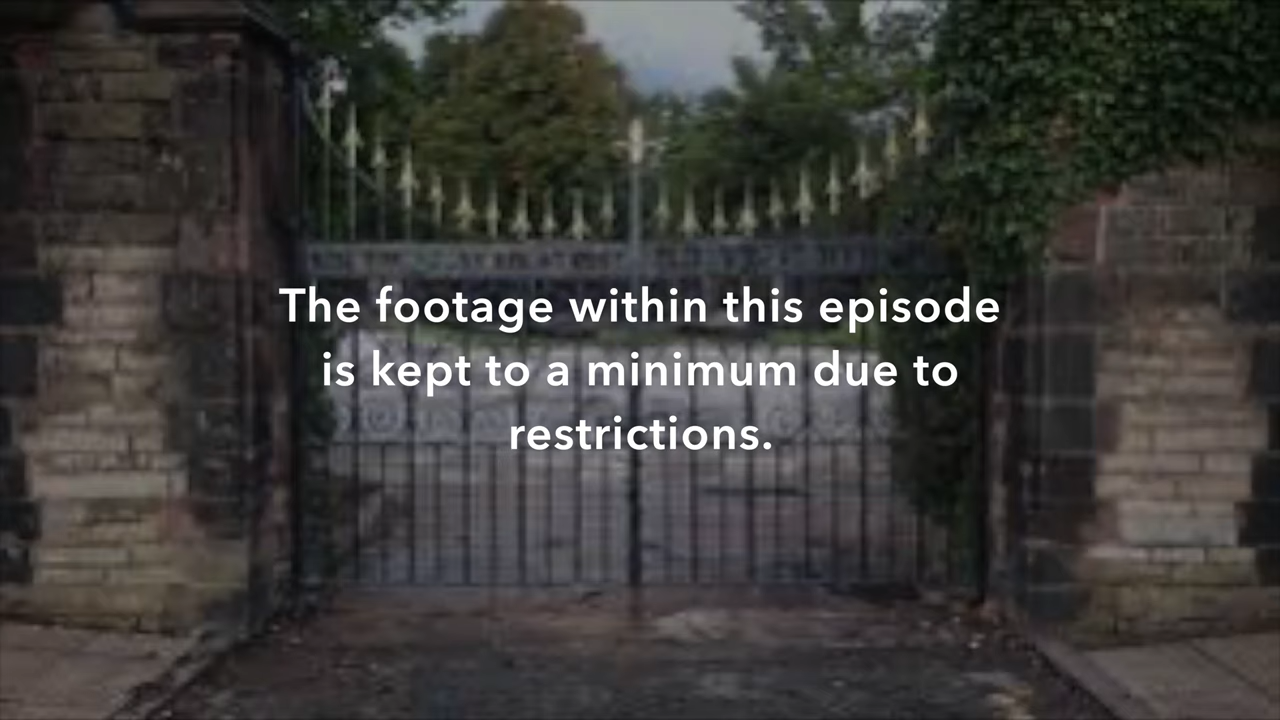 The footage within this episode
is kept to a minimum due to
restrictions.